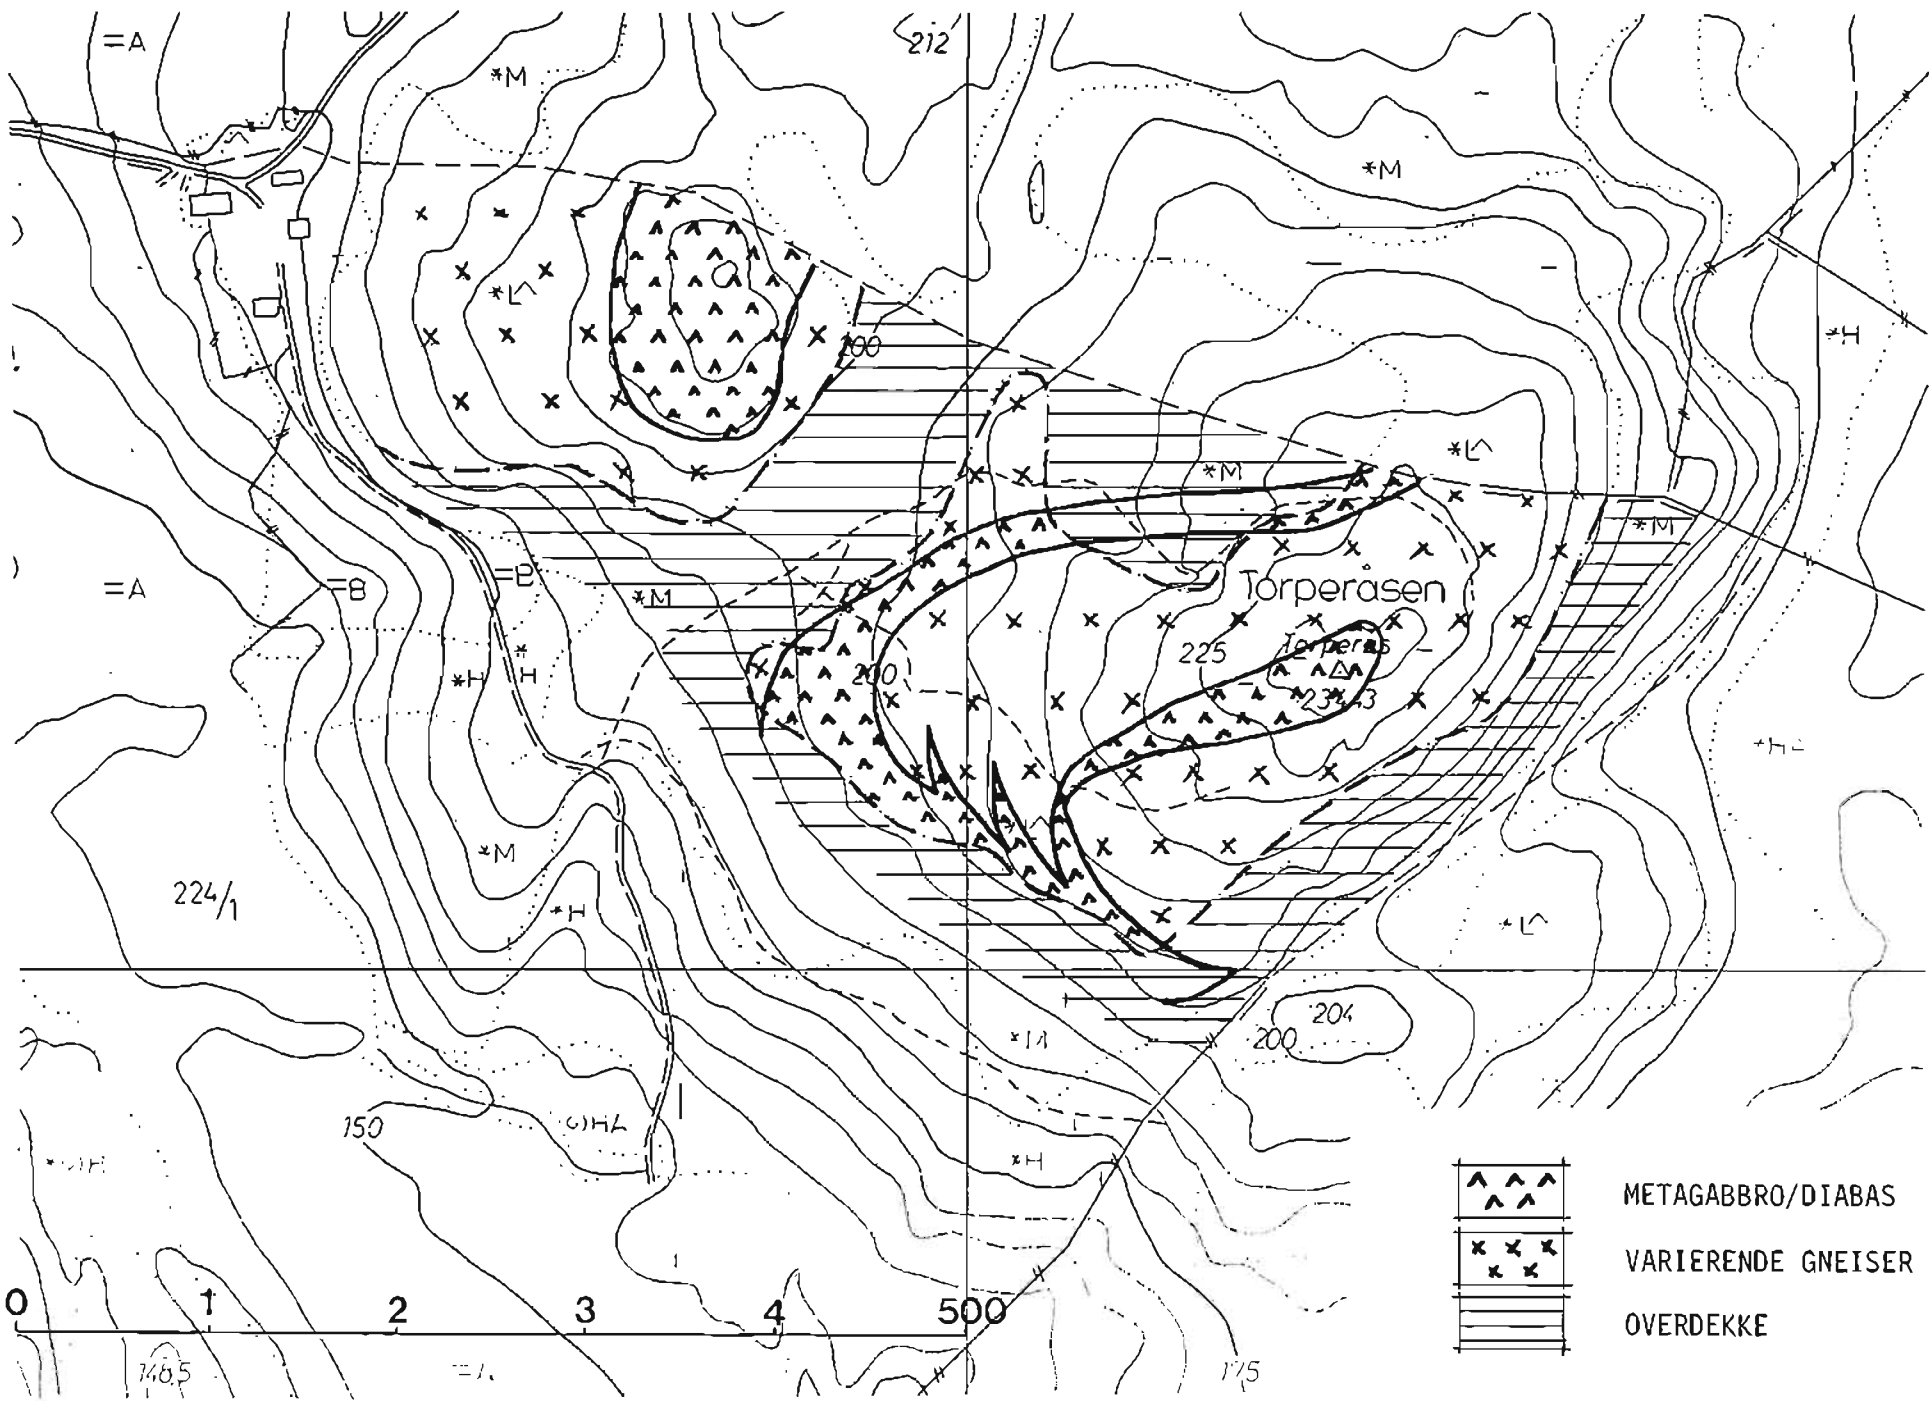 =A
*M
212
*M
*L^
200
*H
*M
*L^
*M
=A
=B
=B
*M
Torperåsen
225
Torperås
200
234.3
*H
H
*M
224/1
*H
*L^
204
200
*M
150
*H
METAGABBRO/DIABAS
VARIERENDE GNEISER
OVERDEKKE
0 1 2 3 4 500
148.5
175